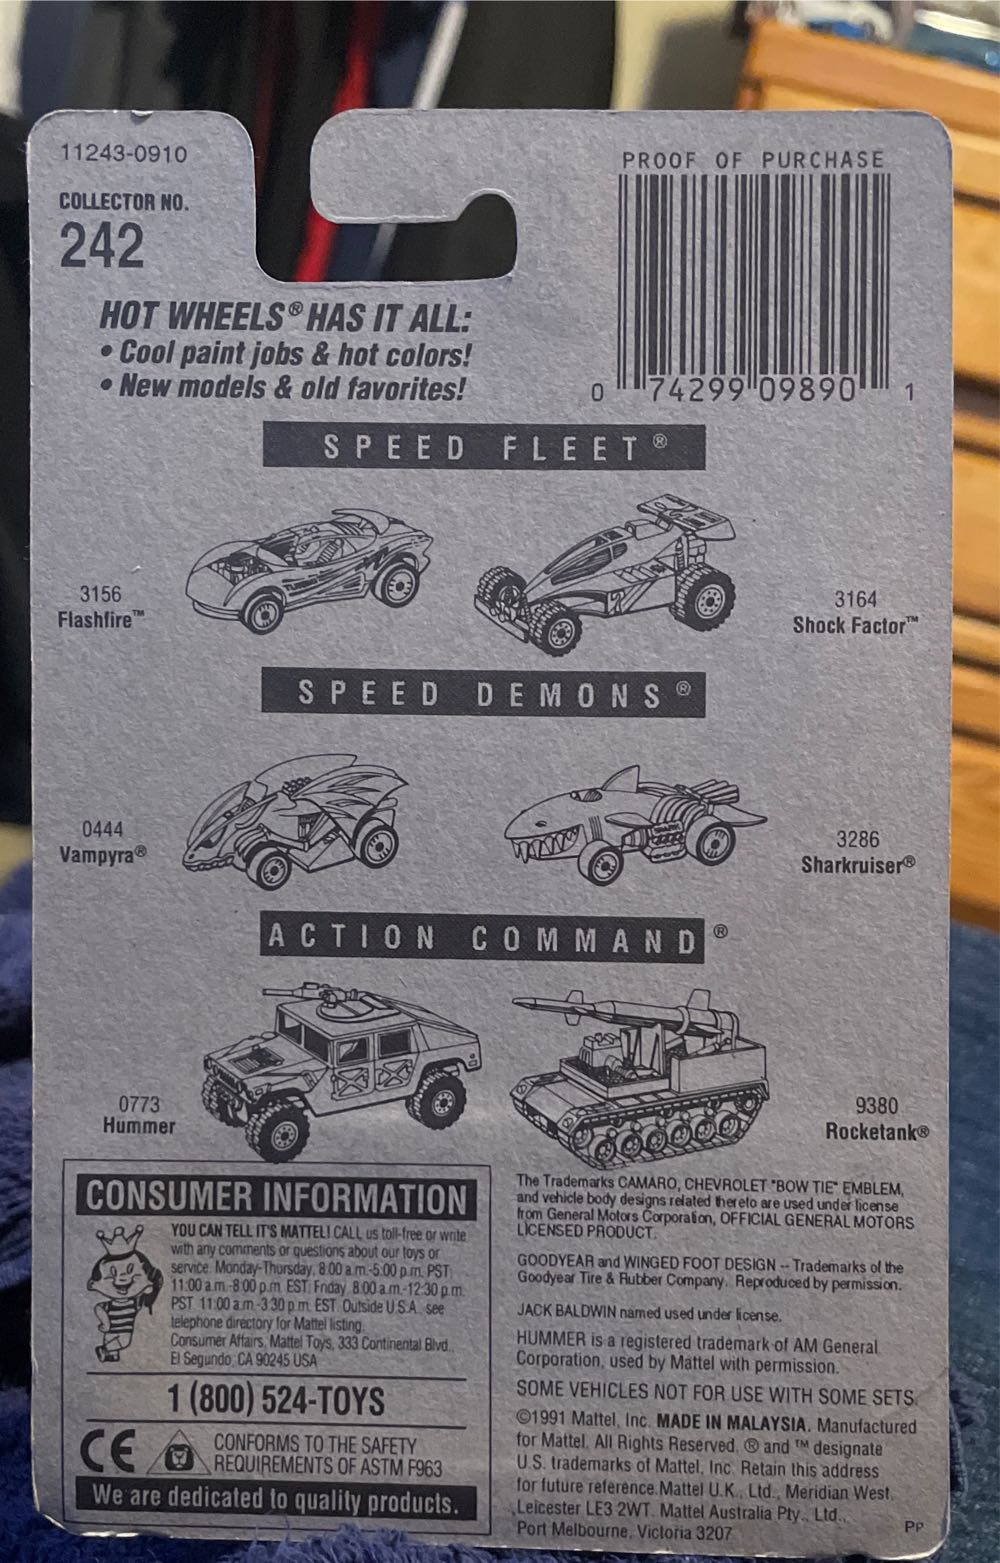 11243-0910
COLLECTOR NO.
242
PROOF OF PURCHASE
0 74299 09890 1
HOT WHEELS® HAS IT ALL:
• Cool paint jobs & hot colors!
• New models & old favorites!
SPEED FLEET®
3156
Flashfire™
3164
Shock Factor™
SPEED DEMONS®
0444
Vampyra®
3286
Sharkruiser®
ACTION COMMAND®
0773
Hummer
9380
Rocketank®
CONSUMER INFORMATION
YOU CAN TELL IT'S MATTEL! CALL us toll-free or write
with any comments or questions about our toys or
service. Monday-Thursday, 8:00 a.m.-5:00 p.m. PST,
11:00 a.m.-8:00 p.m. EST. Friday 8:00 a.m.-12:30 p.m.
PST, 11:00 a.m.-3:30 p.m. EST. Outside U.S.A. see
telephone directory for Mattel listing.
Consumer Affairs, Mattel Toys, 333 Continental Blvd.,
El Segundo, CA 90245 USA
1 (800) 524-TOYS
CE
CONFORMS TO THE SAFETY
REQUIREMENTS OF ASTM F963
We are dedicated to quality products.
The Trademarks CAMARO, CHEVROLET "BOW TIE" EMBLEM,
and vehicle body designs related thereto are used under license
from General Motors Corporation, OFFICIAL GENERAL MOTORS
LICENSED PRODUCT.
GOODYEAR and WINGED FOOT DESIGN -- Trademarks of the
Goodyear Tire & Rubber Company. Reproduced by permission.
JACK BALDWIN named used under license.
HUMMER is a registered trademark of AM General
Corporation, used by Mattel with permission.
SOME VEHICLES NOT FOR USE WITH SOME SETS.
©1991 Mattel, Inc. MADE IN MALAYSIA. Manufactured
for Mattel. All Rights Reserved. ® and ™ designate
U.S. trademarks of Mattel, Inc. Retain this address
for future reference. Mattel U.K., Ltd., Meridian West,
Leicester LE3 2WT. Mattel Australia Pty., Ltd.,
Port Melbourne, Victoria 3207.
PP